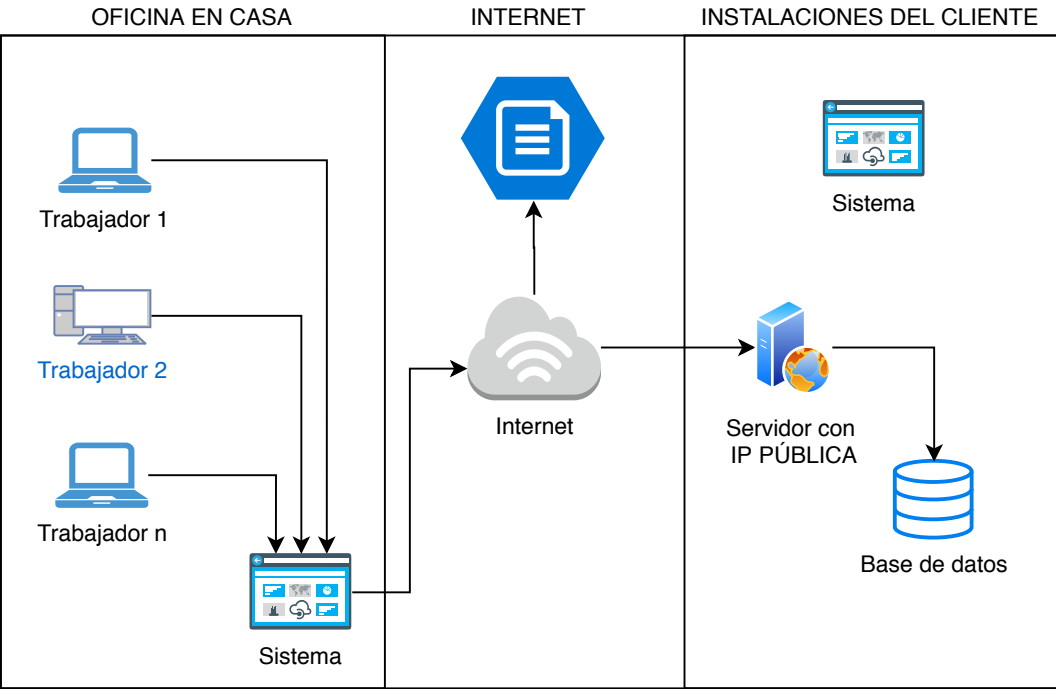 OFICINA EN CASA
INTERNET
INSTALACIONES DEL CLIENTE
Trabajador 1
Trabajador 2
Trabajador n
Sistema
Internet
Sistema
Servidor con
IP PÚBLICA
Base de datos